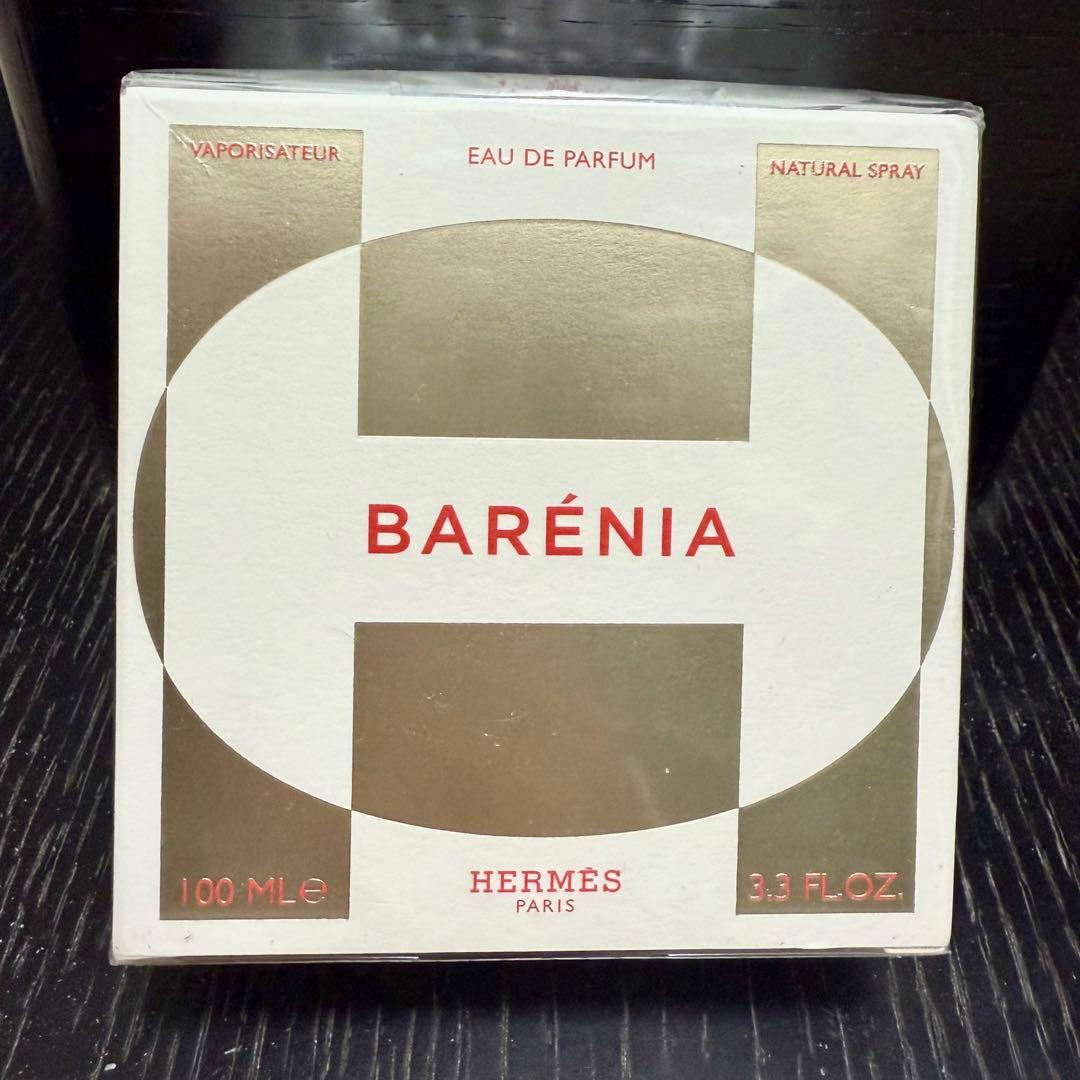 VAPORISATEUR
EAU DE PARFUM
NATURAL SPRAY
BARÉNIA
100 ML ℮
HERMÈS
PARIS
3.3 FL.OZ.